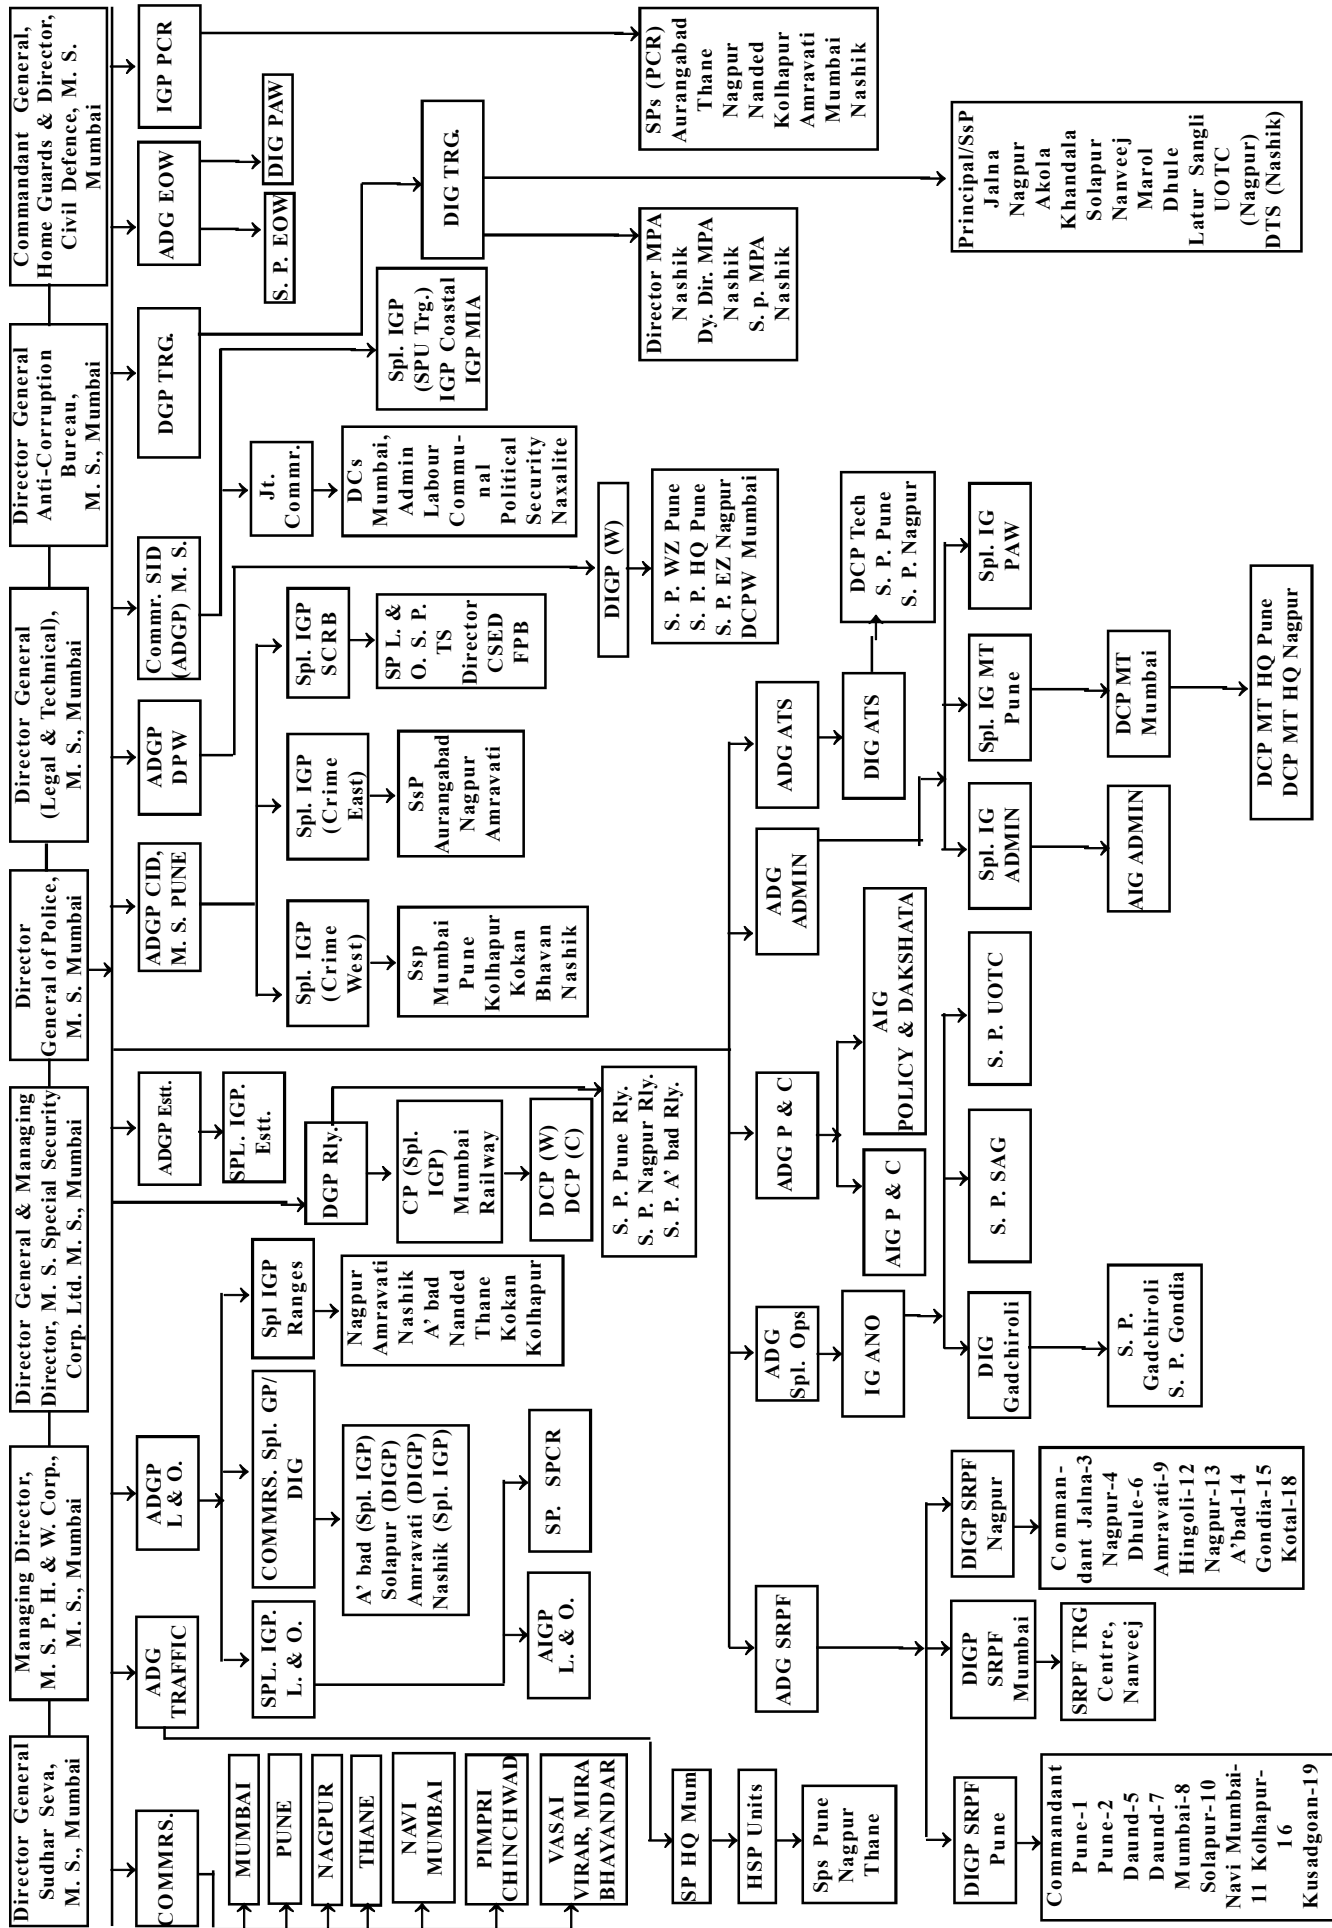 Director General
Sudhar Seva,
M. S., Mumbai
Managing Director,
M. S. P. H. & W. Corp.,
M. S., Mumbai
Director General & Managing
Director, M. S. Special Security
Corp. Ltd. M. S., Mumbai
Director
General of Police,
M. S. Mumbai
Director General
(Legal & Technical),
M. S., Mumbai
Director General
Anti-Corruption
Bureau,
M. S., Mumbai
Commandant General,
Home Guards & Director,
Civil Defence, M. S.
Mumbai
COMMRS.
MUMBAI
PUNE
NAGPUR
THANE
NAVI
MUMBAI
PIMPRI
CHINCHWAD
VASAI
VIRAR, MIRA
BHAYANDAR
ADG
TRAFFIC
SP HQ Mum
HSP Units
Sps Pune
Nagpur
Thane
ADGP
L & O.
SPL. IGP.
L. & O.
COMMRS. Spl. GP/
DIG
Spl IGP
Ranges
A' bad (Spl. IGP)
Solapur (DIGP)
Amravati (DIGP)
Nashik (Spl. IGP)
Nagpur
Amravati
Nashik
A' bad
Nanded
Thane
Kokan
Kolhapur
AIGP
L. & O.
SP. SPCR
ADGP Estt.
SPL. IGP.
Estt.
DGP Rly.
CP (Spl.
IGP)
Mumbai
Railway
DCP (W)
DCP (C)
S. P. Pune Rly.
S. P. Nagpur Rly.
S. P. A' bad Rly.
ADGP CID,
M. S. PUNE
Spl. IGP
(Crime
West)
Spl. IGP
(Crime
East)
Spl. IGP
SCRB
Ssp
Mumbai
Pune
Kolhapur
Kokan
Bhavan
Nashik
SsP
Aurangabad
Nagpur
Amravati
SP L. &
O. S. P.
TS
Director
CSED
FPB
ADGP
DPW
DIGP (W)
S. P. WZ Pune
S. P. HQ Pune
S. P. EZ Nagpur
DCPW Mumbai
Commr. SID
(ADGP) M. S.
Jt.
Commr.
DCs
Mumbai,
Admin
Labour
Commu-
nal
Political
Security
Naxalite
Spl. IGP
(SPU Trg.)
IGP Coastal
IGP MIA
DGP TRG.
DIG TRG.
Director MPA
Nashik
Dy. Dir. MPA
Nashik
S. p. MPA
Nashik
Principal/SsP
Jalna
Nagpur
Akola
Khandala
Solapur
Nanveej
Marol
Dhule
Latur Sangli
UOTC
(Nagpur)
DTS (Nashik)
ADG EOW
S. P. EOW
DIG PAW
IGP PCR
SPs (PCR)
Aurangabad
Thane
Nagpur
Nanded
Kolhapur
Amravati
Mumbai
Nashik
ADG SRPF
DIGP SRPF
Pune
DIGP
SRPF
Mumbai
DIGP SRPF
Nagpur
Commandant
Pune-1
Pune-2
Daund-5
Daund-7
Mumbai-8
Solapur-10
Navi Mumbai-
11 Kolhapur-
16
Kusadgoan-19
SRPF TRG
Centre,
Nanveej
Comman-
dant Jalna-3
Nagpur-4
Dhule-6
Amravati-9
Hingoli-12
Nagpur-13
A'bad-14
Gondia-15
Kotal-18
ADG
Spl. Ops
IG ANO
DIG
Gadchiroli
S. P. SAG
S. P. UOTC
S. P.
Gadchiroli
S. P. Gondia
ADG P & C
AIG P & C
AIG
POLICY & DAKSHATA
ADG
ADMIN
Spl. IG
ADMIN
Spl. IG MT
Pune
Spl. IG
PAW
AIG ADMIN
DCP MT
Mumbai
DCP MT HQ Pune
DCP MT HQ Nagpur
ADG ATS
DIG ATS
DCP Tech
S. P. Pune
S. P. Nagpur